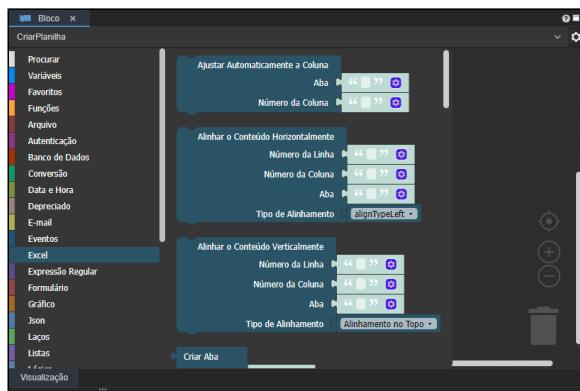 Bloco
CriarPlanilha
Procurar
Variáveis
Favoritos
Funções
Arquivo
Autenticação
Banco de Dados
Conversão
Data e Hora
Depreciado
E-mail
Eventos
Excel
Expressão Regular
Formulário
Gráfico
Json
Laços
Listas
Lógica
Ajustar Automaticamente a Coluna
Aba “ ”
Número da Coluna “ ”
Alinhar o Conteúdo Horizontalmente
Número da Linha “ ”
Número da Coluna “ ”
Aba “ ”
Tipo de Alinhamento alignTypeLeft
Alinhar o Conteúdo Verticalmente
Número da Linha “ ”
Número da Coluna “ ”
Aba “ ”
Tipo de Alinhamento Alinhamento no Topo
Criar Aba
Visualização